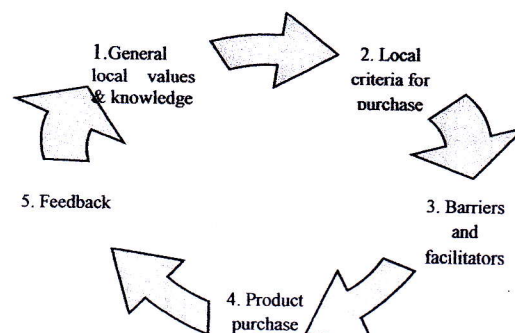 1.General
local values
& knowledge
2. Local
criteria for
purchase
3. Barriers
and
facilitators
4. Product
purchase
5. Feedback